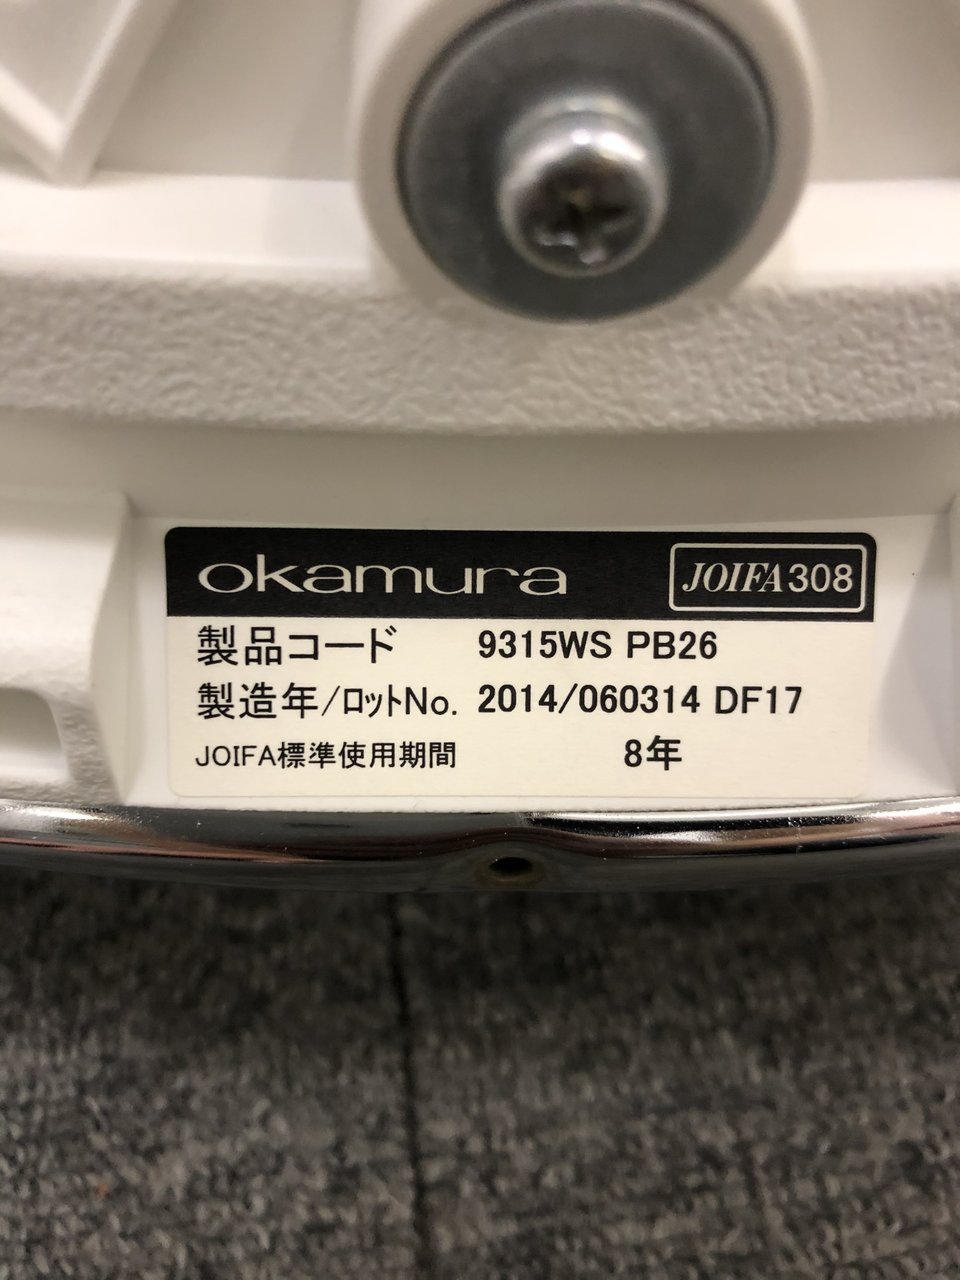 okamura JOIFA308
製品コード 9315WS PB26
製造年/ロットNo. 2014/060314 DF17
JOIFA標準使用期間 8年